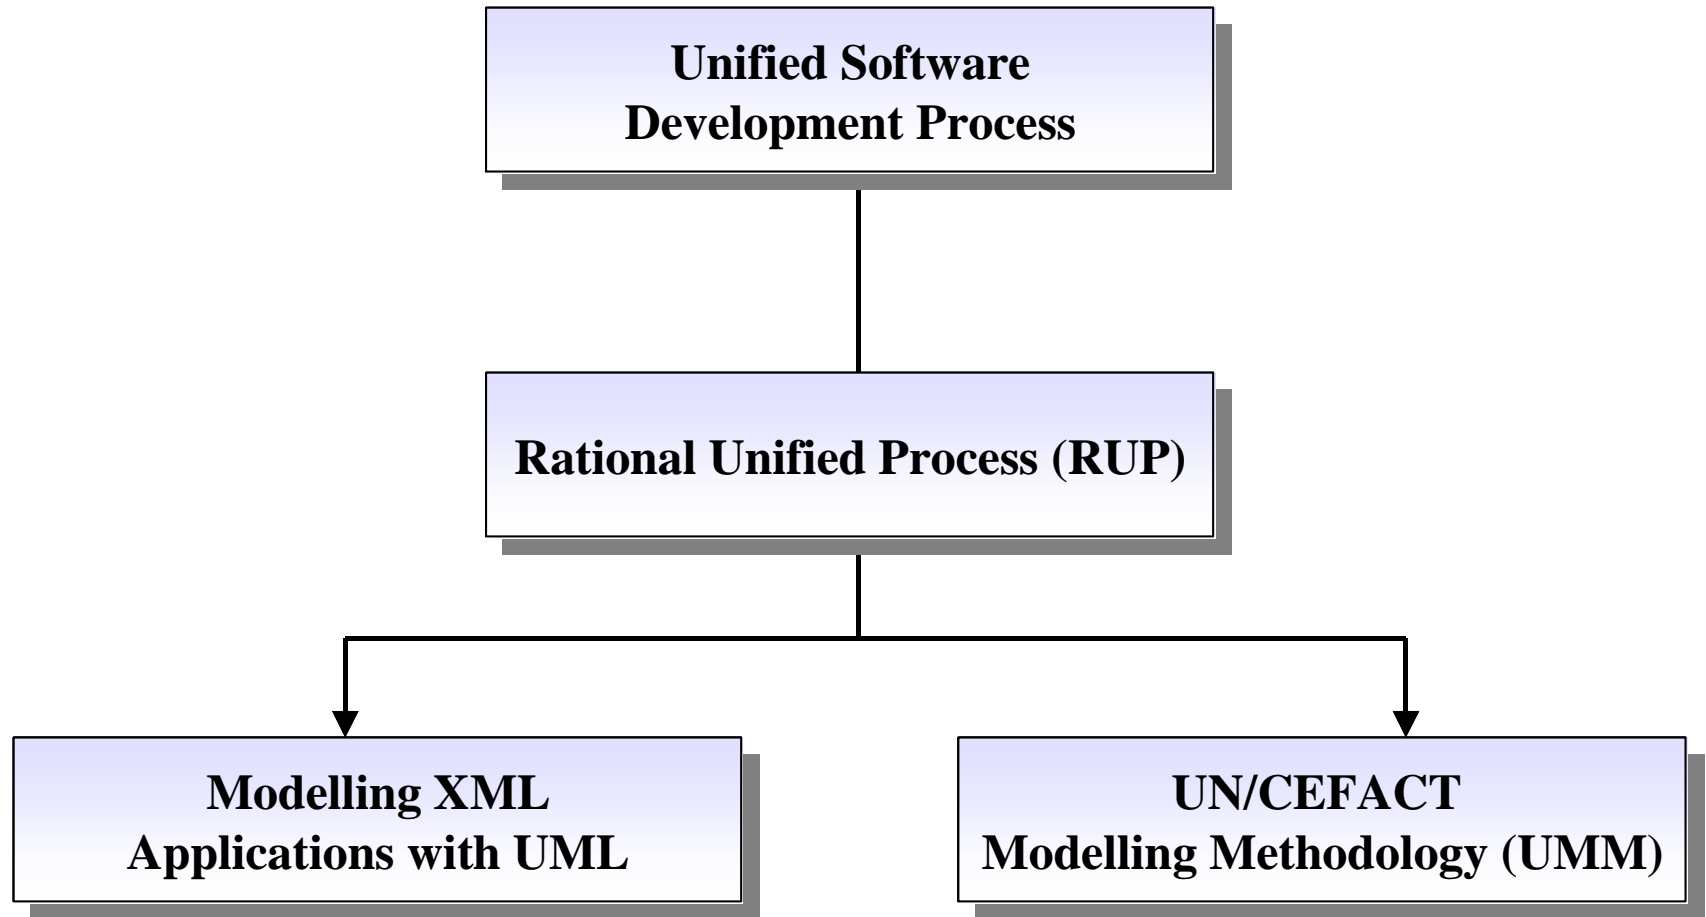 Unified Software
Development Process
Rational Unified Process (RUP)
Modelling XML
Applications with UML
UN/CEFACT
Modelling Methodology (UMM)